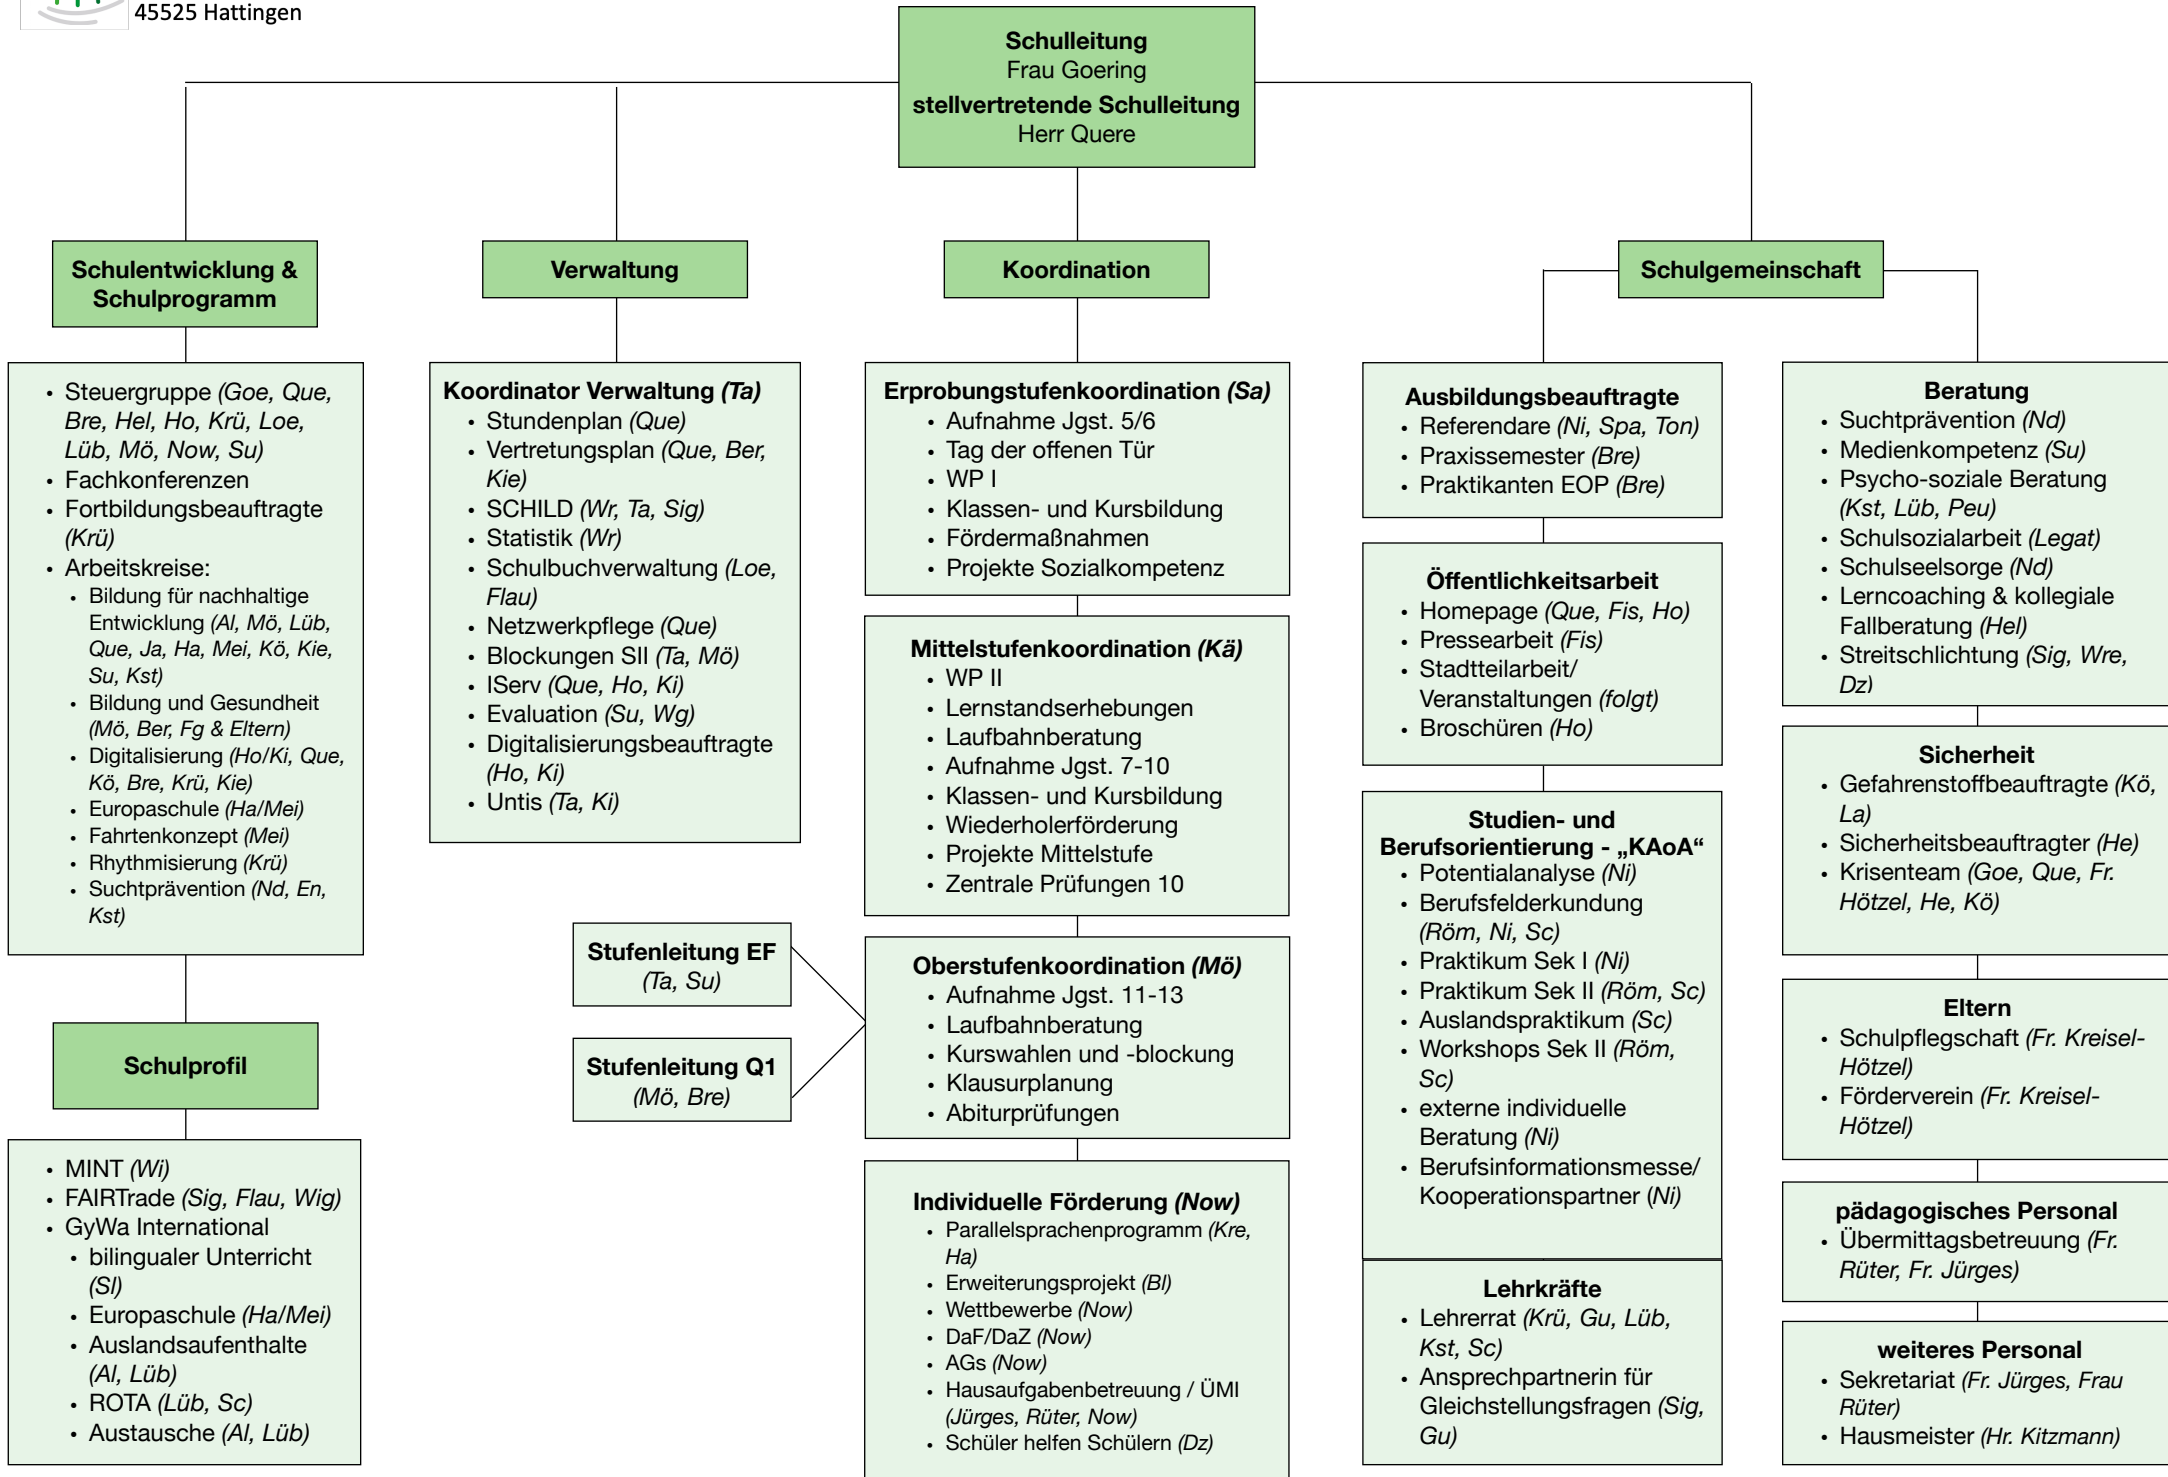 45525 Hattingen
Schulleitung
Frau Goering
stellvertretende Schulleitung
Herr Quere
Schulentwicklung &
Schulprogramm
Verwaltung
Koordination
Schulgemeinschaft
• Steuergruppe (Goe, Que,
Bre, Hel, Ho, Krü, Loe,
Lüb, Mö, Now, Su)
• Fachkonferenzen
• Fortbildungsbeauftragte
(Krü)
• Arbeitskreise:
• Bildung für nachhaltige
Entwicklung (Al, Mö, Lüb,
Que, Ja, Ha, Mei, Kö, Kie,
Su, Kst)
• Bildung und Gesundheit
(Mö, Ber, Fg & Eltern)
• Digitalisierung (Ho/Ki, Que,
Kö, Bre, Krü, Kie)
• Europaschule (Ha/Mei)
• Fahrtenkonzept (Mei)
• Rhythmisierung (Krü)
• Suchtprävention (Nd, En,
Kst)
Schulprofil
• MINT (Wi)
• FAIRTrade (Sig, Flau, Wig)
• GyWa International
• bilingualer Unterricht
(Sl)
• Europaschule (Ha/Mei)
• Auslandsaufenthalte
(Al, Lüb)
• ROTA (Lüb, Sc)
• Austausche (Al, Lüb)
Koordinator Verwaltung (Ta)
• Stundenplan (Que)
• Vertretungsplan (Que, Ber,
Kie)
• SCHILD (Wr, Ta, Sig)
• Statistik (Wr)
• Schulbuchverwaltung (Loe,
Flau)
• Netzwerkpflege (Que)
• Blockungen SII (Ta, Mö)
• IServ (Que, Ho, Ki)
• Evaluation (Su, Wg)
• Digitalisierungsbeauftragte
(Ho, Ki)
• Untis (Ta, Ki)
Stufenleitung EF
(Ta, Su)
Stufenleitung Q1
(Mö, Bre)
Erprobungstufenkoordination (Sa)
• Aufnahme Jgst. 5/6
• Tag der offenen Tür
• WP I
• Klassen- und Kursbildung
• Fördermaßnahmen
• Projekte Sozialkompetenz
Mittelstufenkoordination (Kä)
• WP II
• Lernstandserhebungen
• Laufbahnberatung
• Aufnahme Jgst. 7-10
• Klassen- und Kursbildung
• Wiederholerförderung
• Projekte Mittelstufe
• Zentrale Prüfungen 10
Oberstufenkoordination (Mö)
• Aufnahme Jgst. 11-13
• Laufbahnberatung
• Kurswahlen und -blockung
• Klausurplanung
• Abiturprüfungen
Individuelle Förderung (Now)
• Parallelsprachenprogramm (Kre,
Ha)
• Erweiterungsprojekt (Bl)
• Wettbewerbe (Now)
• DaF/DaZ (Now)
• AGs (Now)
• Hausaufgabenbetreuung / ÜMI
(Jürges, Rüter, Now)
• Schüler helfen Schülern (Dz)
Ausbildungsbeauftragte
• Referendare (Ni, Spa, Ton)
• Praxissemester (Bre)
• Praktikanten EOP (Bre)
Öffentlichkeitsarbeit
• Homepage (Que, Fis, Ho)
• Pressearbeit (Fis)
• Stadtteilarbeit/
Veranstaltungen (folgt)
• Broschüren (Ho)
Studien- und
Berufsorientierung - „KAoA“
• Potentialanalyse (Ni)
• Berufsfelderkundung
(Röm, Ni, Sc)
• Praktikum Sek I (Ni)
• Praktikum Sek II (Röm, Sc)
• Auslandspraktikum (Sc)
• Workshops Sek II (Röm,
Sc)
• externe individuelle
Beratung (Ni)
• Berufsinformationsmesse/
Kooperationspartner (Ni)
Lehrkräfte
• Lehrerrat (Krü, Gu, Lüb,
Kst, Sc)
• Ansprechpartnerin für
Gleichstellungsfragen (Sig,
Gu)
Beratung
• Suchtprävention (Nd)
• Medienkompetenz (Su)
• Psycho-soziale Beratung
(Kst, Lüb, Peu)
• Schulsozialarbeit (Legat)
• Schulseelsorge (Nd)
• Lerncoaching & kollegiale
Fallberatung (Hel)
• Streitschlichtung (Sig, Wre,
Dz)
Sicherheit
• Gefahrenstoffbeauftragte (Kö,
La)
• Sicherheitsbeauftragter (He)
• Krisenteam (Goe, Que, Fr.
Hötzel, He, Kö)
Eltern
• Schulpflegschaft (Fr. Kreisel-
Hötzel)
• Förderverein (Fr. Kreisel-
Hötzel)
pädagogisches Personal
• Übermittagsbetreuung (Fr.
Rüter, Fr. Jürges)
weiteres Personal
• Sekretariat (Fr. Jürges, Frau
Rüter)
• Hausmeister (Hr. Kitzmann)